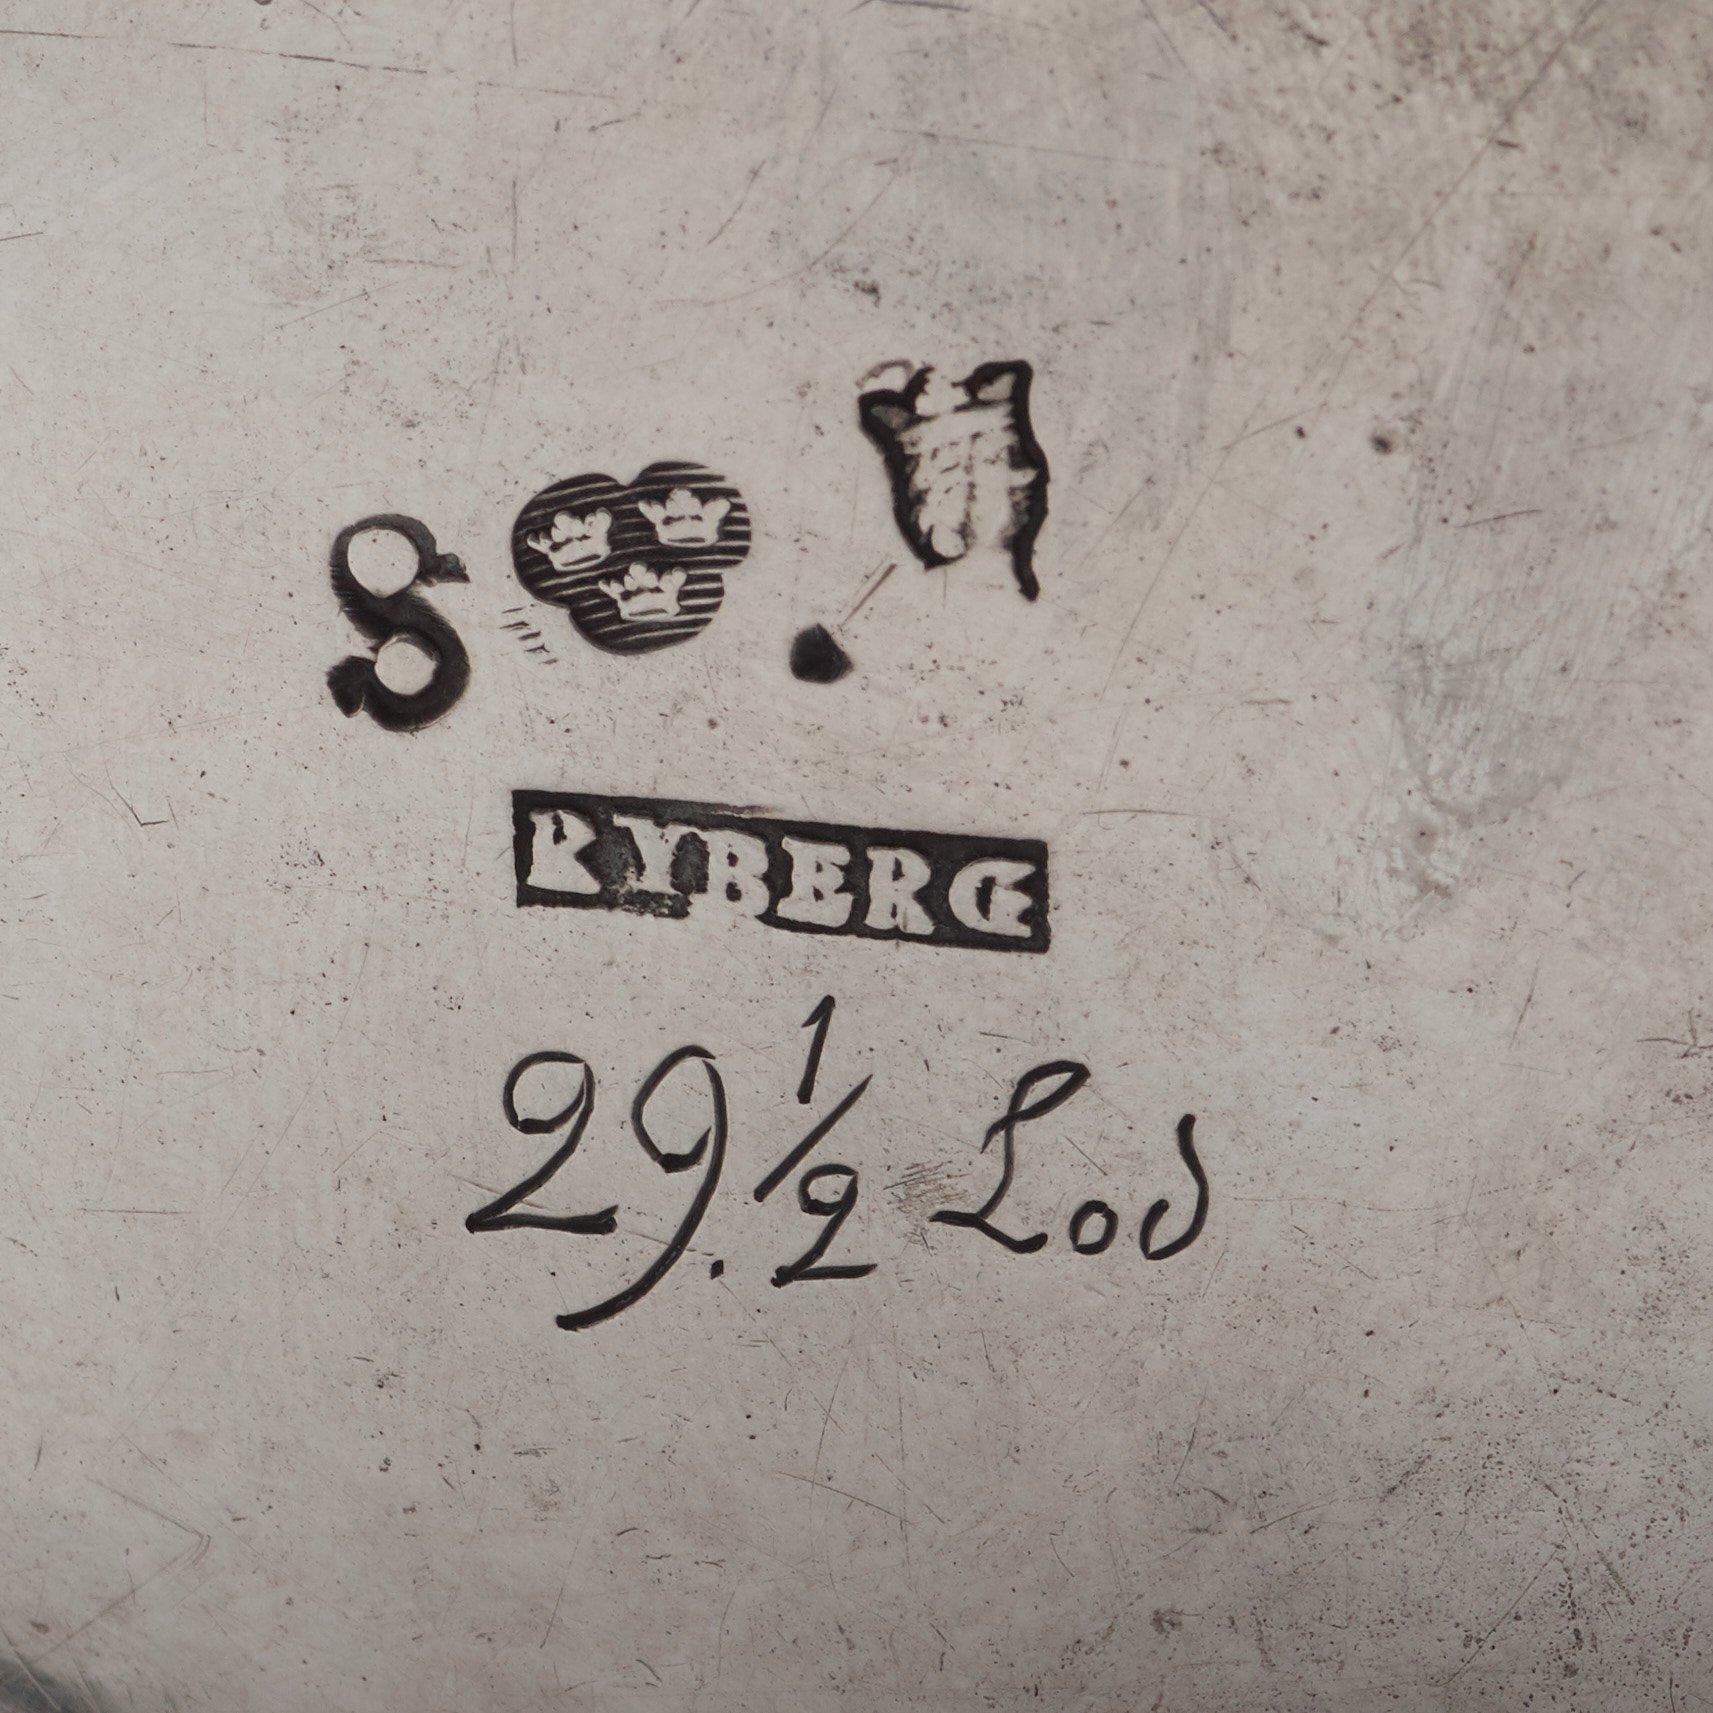 S
RYBERG
29. 1/2 Lod